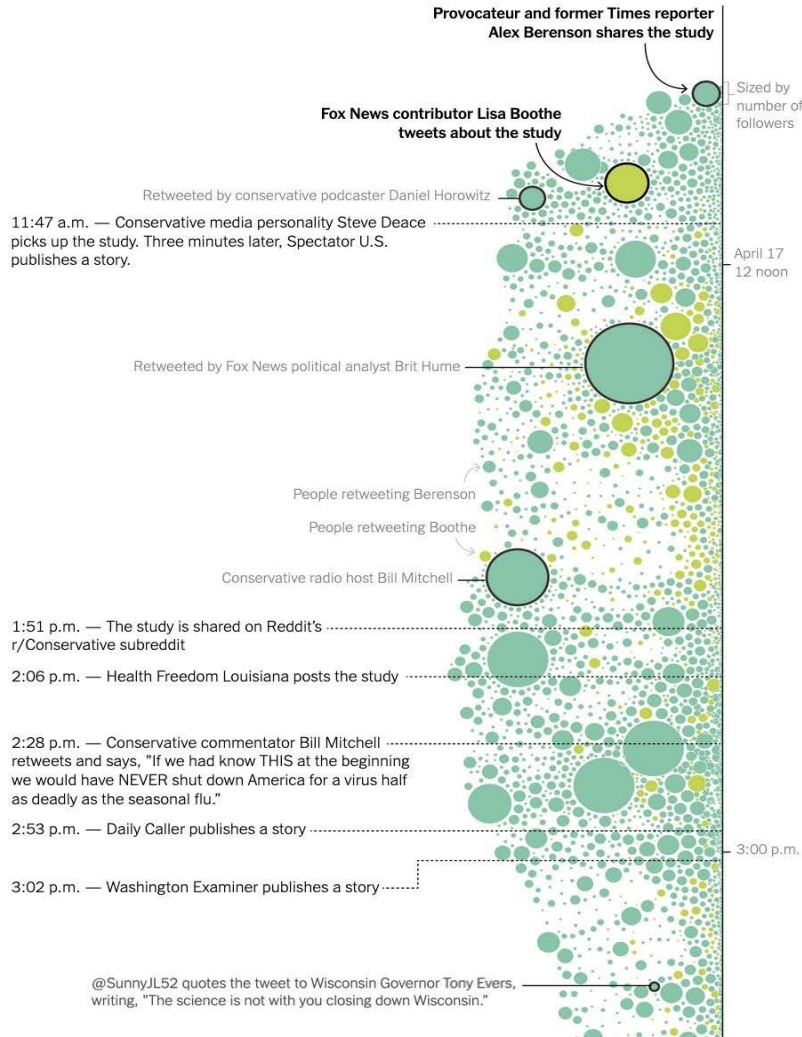 Provocateur and former Times reporter
Alex Berenson shares the study
Sized by
number of
followers
Fox News contributor Lisa Boothe
tweets about the study
Retweeted by conservative podcaster Daniel Horowitz
11:47 a.m. — Conservative media personality Steve Deace
picks up the study. Three minutes later, Spectator U.S.
publishes a story.
April 17
12 noon
Retweeted by Fox News political analyst Brit Hume
People retweeting Berenson
People retweeting Boothe
Conservative radio host Bill Mitchell
1:51 p.m. — The study is shared on Reddit's
r/Conservative subreddit
2:06 p.m. — Health Freedom Louisiana posts the study
2:28 p.m. — Conservative commentator Bill Mitchell
retweets and says, "If we had know THIS at the beginning
we would have NEVER shut down America for a virus half
as deadly as the seasonal flu.”
2:53 p.m. — Daily Caller publishes a story
3:00 p.m.
3:02 p.m. — Washington Examiner publishes a story
@SunnyJL52 quotes the tweet to Wisconsin Governor Tony Evers,
writing, "The science is not with you closing down Wisconsin.”